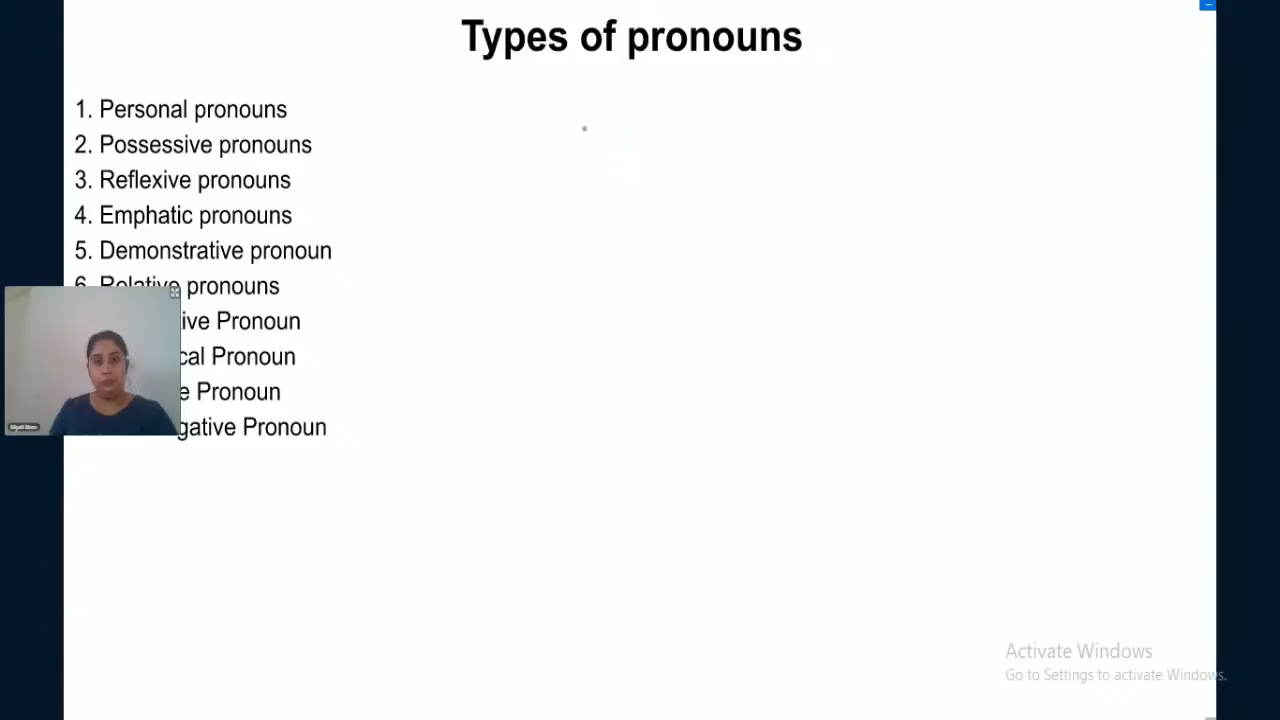 Types of pronouns
1. Personal pronouns
2. Possessive pronouns
3. Reflexive pronouns
4. Emphatic pronouns
5. Demonstrative pronoun
6. Relative pronouns
ive Pronoun
cal Pronoun
e Pronoun
gative Pronoun
Activate Windows
Go to Settings to activate Windows.